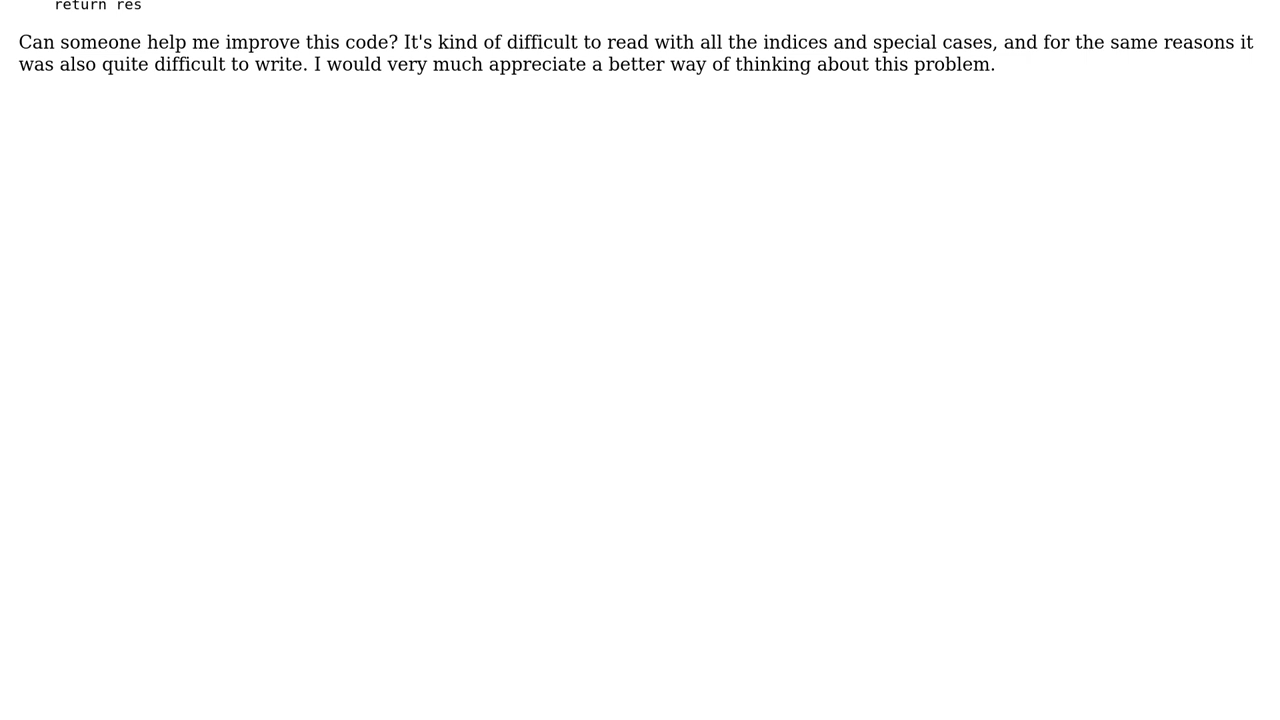 return res
Can someone help me improve this code? It's kind of difficult to read with all the indices and special cases, and for the same reasons it
was also quite difficult to write. I would very much appreciate a better way of thinking about this problem.